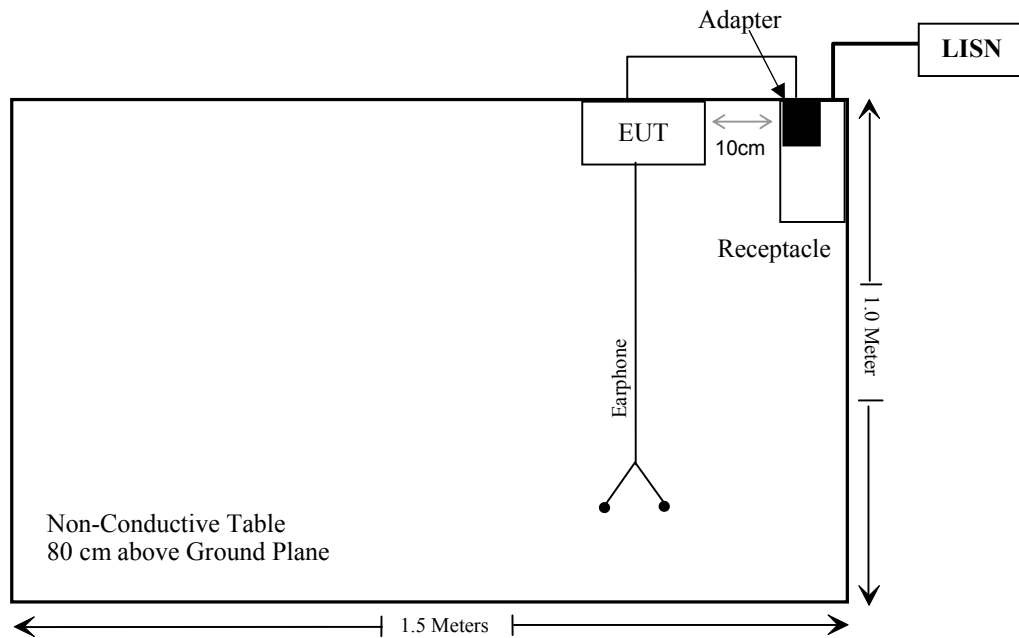 Adapter
LISN
EUT
10cm
Receptacle
1.0 Meter
Earphone
Non-Conductive Table
80 cm above Ground Plane
1.5 Meters